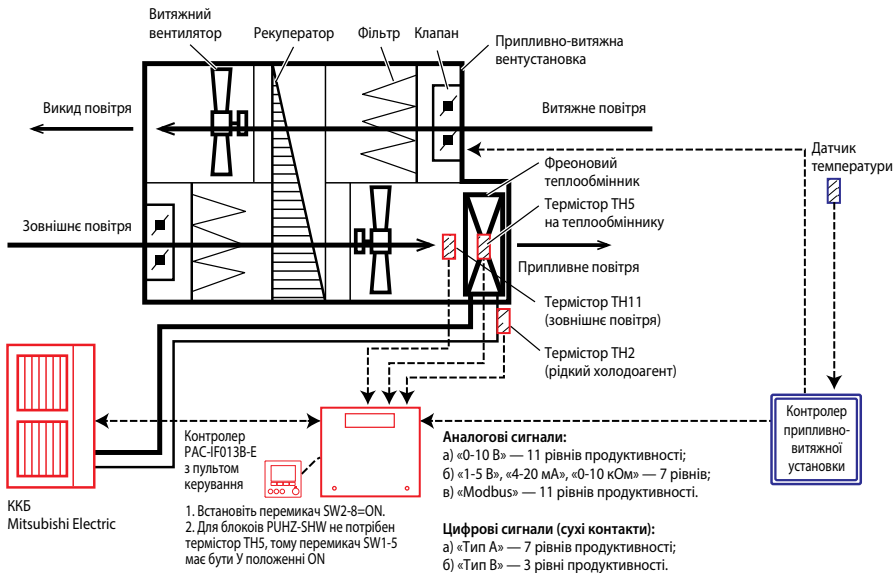 Витяжний
вентилятор
Рекуператор
Фільтр
Клапан
Припливно-витяжна
вентустановка
Викид повітря
Витяжне повітря
Датчик
температури
Фреоновий
теплообмінник
Термістор TH5
на теплообміннику
Зовнішнє повітря
Припливне повітря
Термістор TH11
(зовнішнє повітря)
Термістор TH2
(рідкий холодоагент)
Контролер
припливно-
витяжної
установки
Контролер
PAC-IF013B-E
з пультом
керування
ККБ
Mitsubishi Electric
1. Встановіть перемикач SW2-8=ON.
2. Для блоків PUHZ-SHW не потрібен
термістор TH5, тому перемикач SW1-5
має бути У положенні ON
Аналогові сигнали:
а) «0-10 В» — 11 рівнів продуктивності;
б) «1-5 В», «4-20 мА», «0-10 кОм» — 7 рівнів;
в) «Modbus» — 11 рівнів продуктивності.
Цифрові сигнали (сухі контакти):
а) «Тип А» — 7 рівнів продуктивності;
б) «Тип В» — 3 рівні продуктивності.